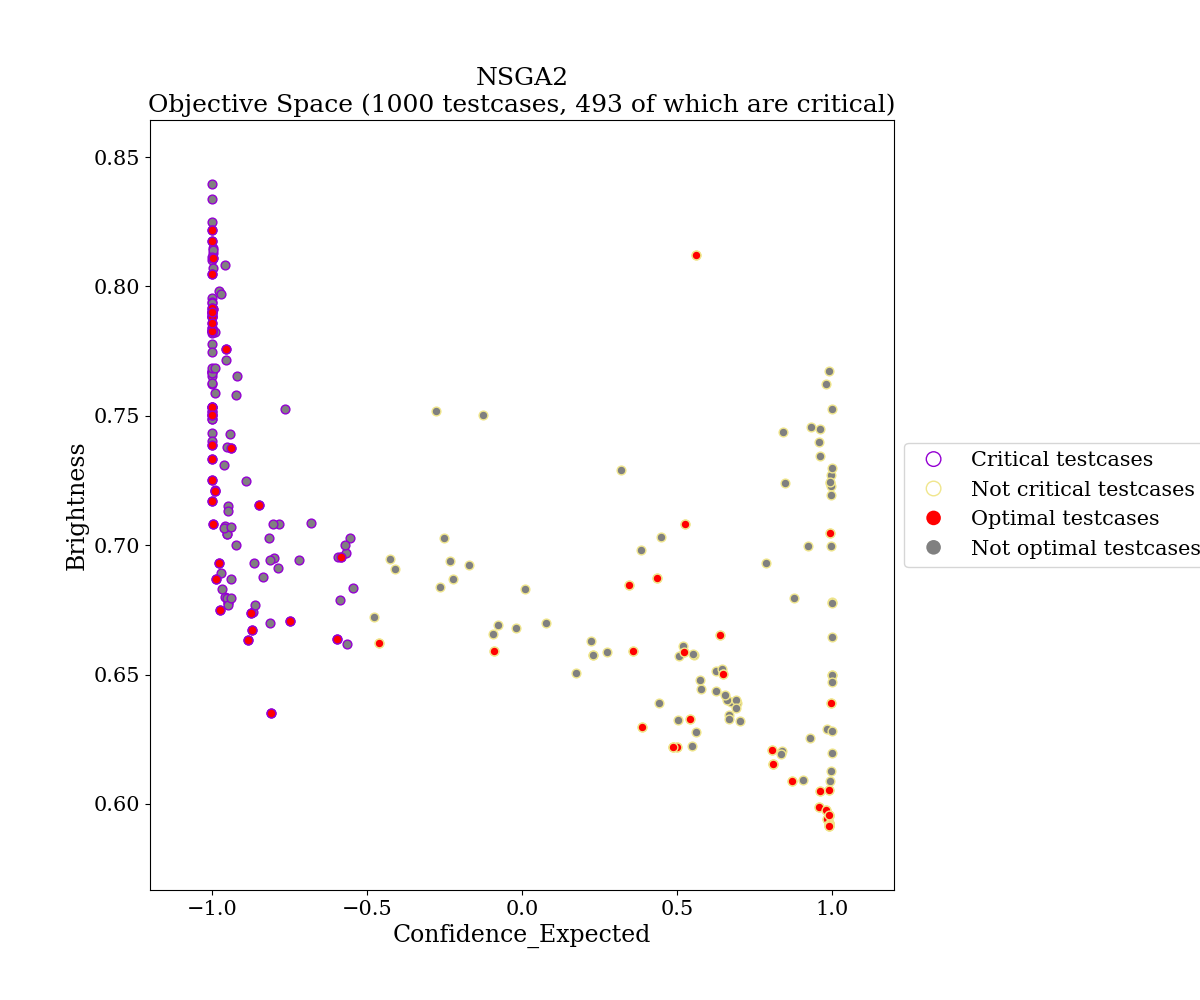 NSGA2
Objective Space (1000 testcases, 493 of which are critical)
0.85
0.80
0.75
0.70
0.65
0.60
Brightness
−1.0
−0.5
0.0
0.5
1.0
Confidence_Expected
Critical testcases
Not critical testcases
Optimal testcases
Not optimal testcases